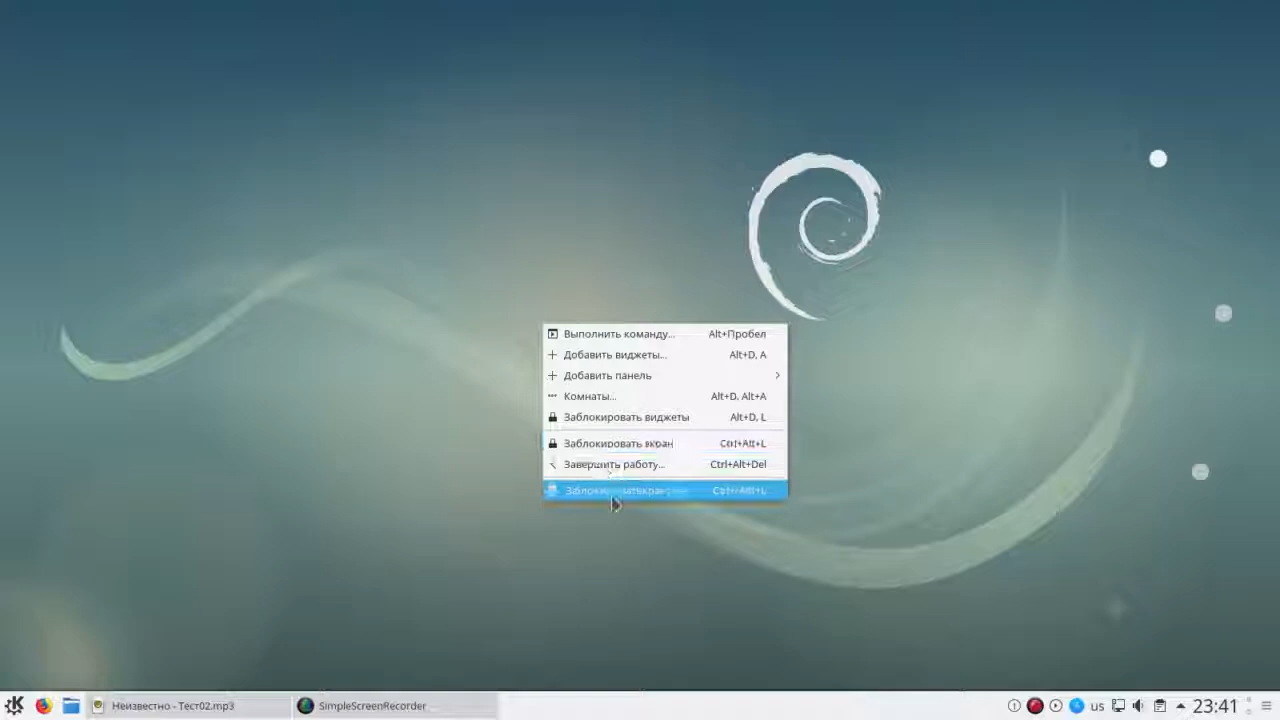 Выполнить команду... Alt+Пробел
Добавить виджеты... Alt+D, A
Добавить панель
Комнаты... Alt+D, Alt+A
Заблокировать виджеты Alt+D, L
Заблокировать экран Ctrl+Alt+L
Завершить работу... Ctrl+Alt+Del
Неизвестно - Тест02.mp3 SimpleScreenRecorder us 23:41